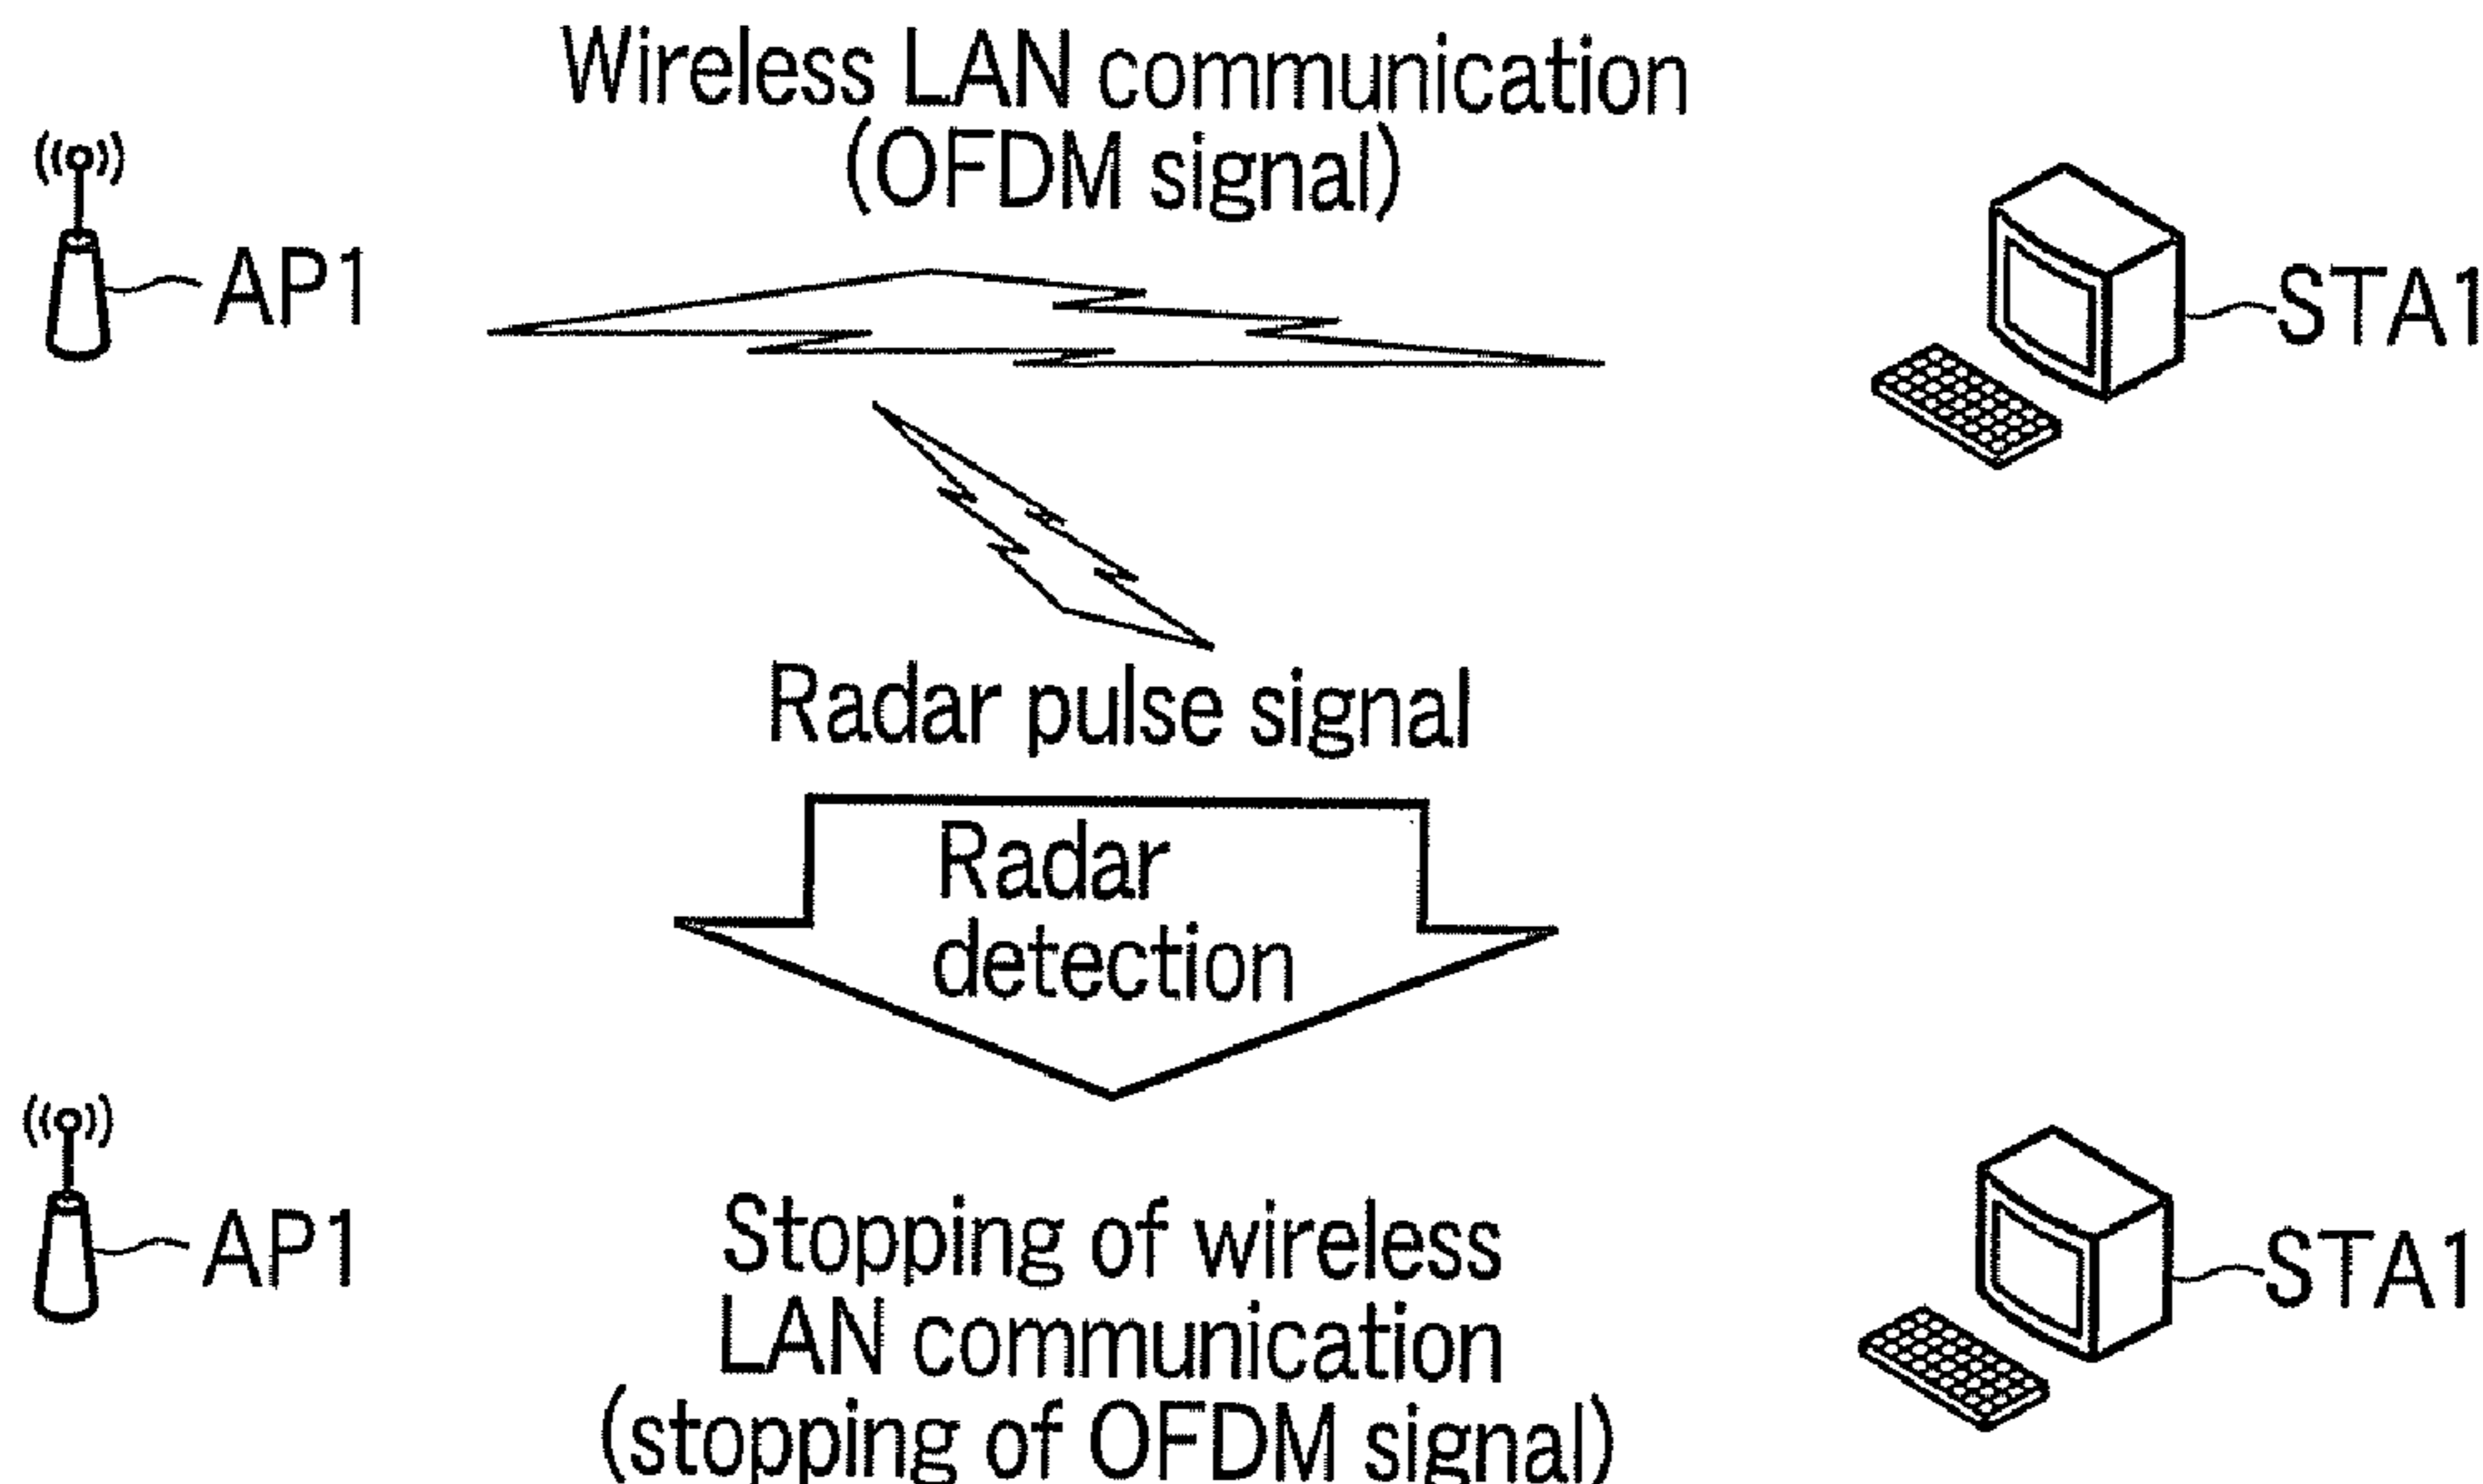 Wireless LAN communication
(OFDM signal)
AP1
STA1
Radar pulse signal
Radar
detection
AP1
STA1
Stopping of wireless
LAN communication
(stopping of OFDM signal)